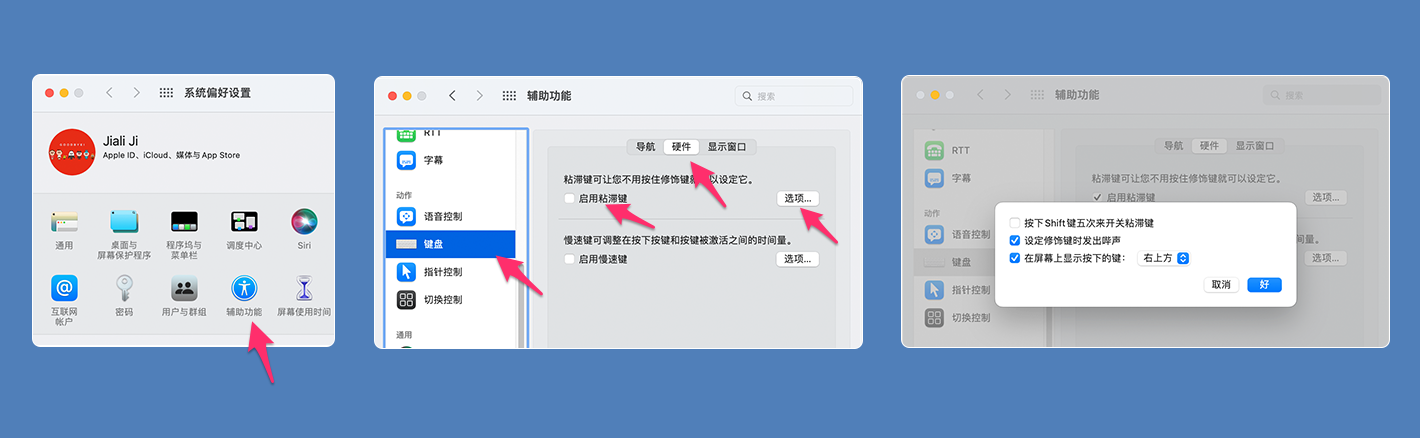 系统偏好设置
Jiali Ji
Apple ID、iCloud、媒体与 App Store
通用
桌面与
屏幕保护程序
程序坞与
菜单栏
调度中心
Siri
互联网
帐户
密码
用户与群组
辅助功能
屏幕使用时间
辅助功能
搜索
RTT
字幕
动作
语音控制
键盘
指针控制
切换控制
通用
导航
硬件
显示窗口
粘滞键可让您不用按住修饰键就可以设定它。
启用粘滞键
选项...
慢速键可调整在按下按键和按键被激活之间的时间量。
启用慢速键
选项...
辅助功能
搜索
RTT
字幕
动作
语音控制
键盘
指针控制
切换控制
导航
硬件
显示窗口
粘滞键可让您不用按住修饰键就可以设定它。
选项...
间量。
选项...
按下 Shift 键五次来开关粘滞键
设定修饰键时发出哔声
在屏幕上显示按下的键：
右上方
取消
好